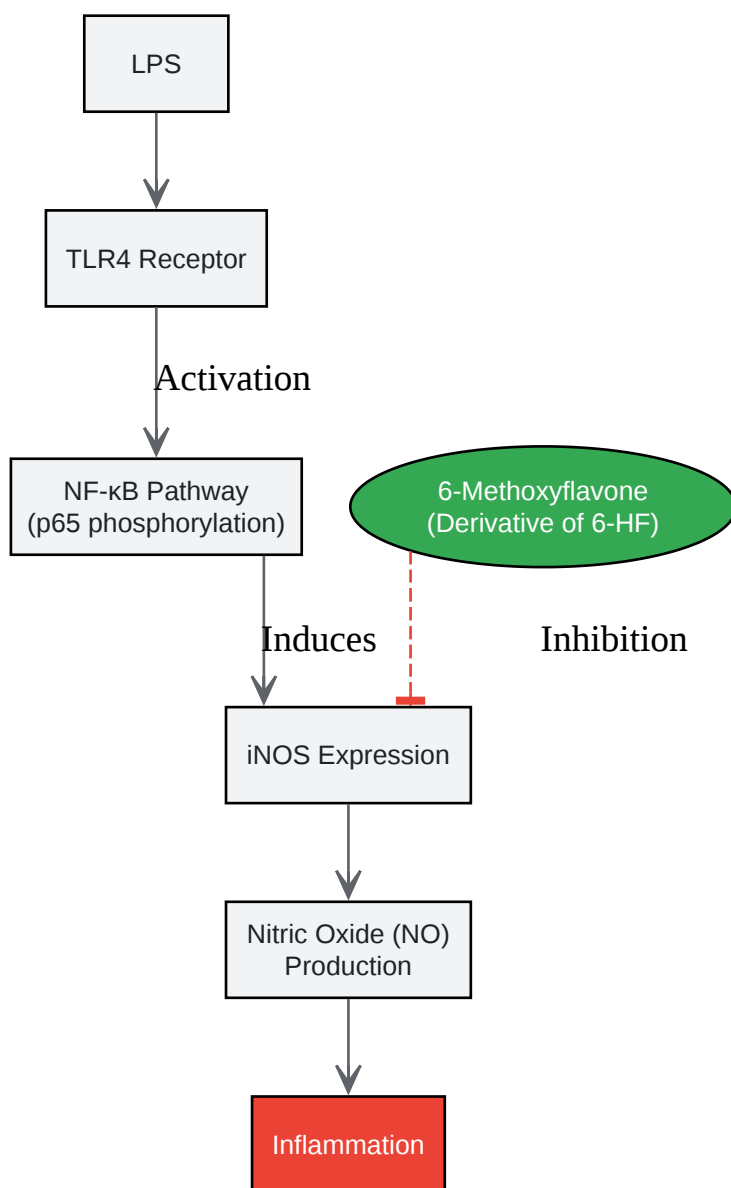 LPS
TLR4 Receptor
Activation
NF-κB Pathway
(p65 phosphorylation)
6-Methoxyflavone
(Derivative of 6-HF)
Induces
Inhibition
iNOS Expression
Nitric Oxide (NO)
Production
Inflammation